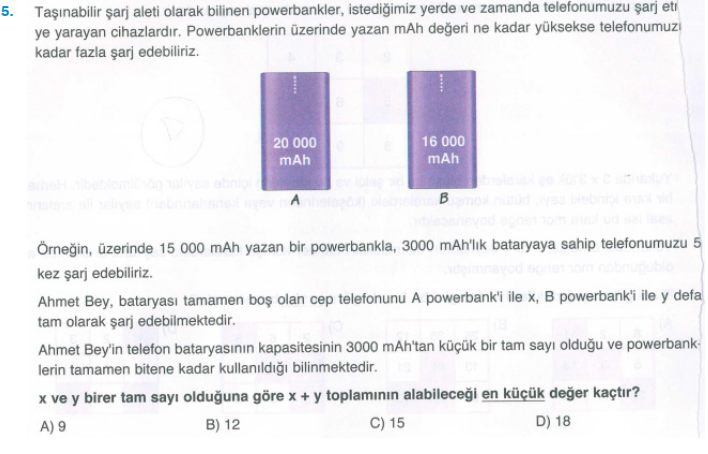 5. Taşınabilir şarj aleti olarak bilinen powerbankler, istediğimiz yerde ve zamanda telefonumuzu şarj eti
ye yarayan cihazlardır. Powerbanklerin üzerinde yazan mAh değeri ne kadar yüksekse telefonumuzı
kadar fazla şarj edebiliriz.
20 000
mAh
16 000
mAh
A
B
Örneğin, üzerinde 15 000 mAh yazan bir powerbankla, 3000 mAh'lık bataryaya sahip telefonumuzu 5
kez şarj edebiliriz.
Ahmet Bey, bataryası tamamen boş olan cep telefonunu A powerbank'i ile x, B powerbank'i ile y defa
tam olarak şarj edebilmektedir.
Ahmet Bey'in telefon bataryasının kapasitesinin 3000 mAh'tan küçük bir tam sayı olduğu ve powerbank-
lerin tamamen bitene kadar kullanıldığı bilinmektedir.
x ve y birer tam sayı olduğuna göre x + y toplamının alabileceği en küçük değer kaçtır?
A) 9 B) 12 C) 15 D) 18